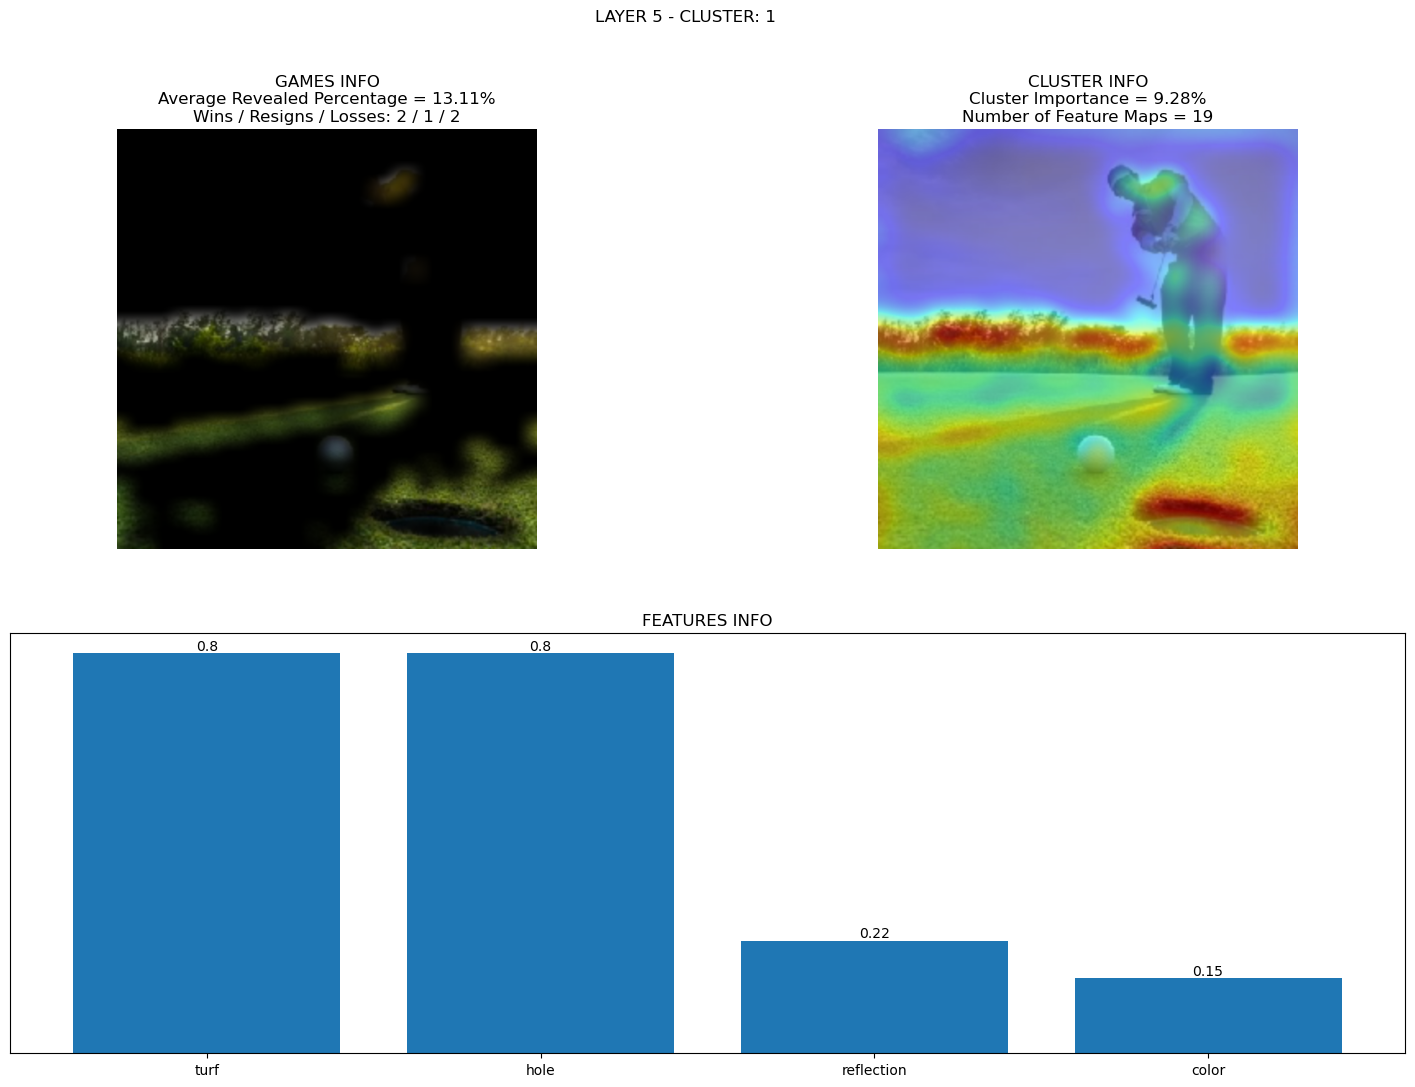 LAYER 5 - CLUSTER: 1
GAMES INFO
Average Revealed Percentage = 13.11%
Wins / Resigns / Losses: 2 / 1 / 2
CLUSTER INFO
Cluster Importance = 9.28%
Number of Feature Maps = 19
FEATURES INFO
0.8
0.8
0.22
0.15
turf
hole
reflection
color